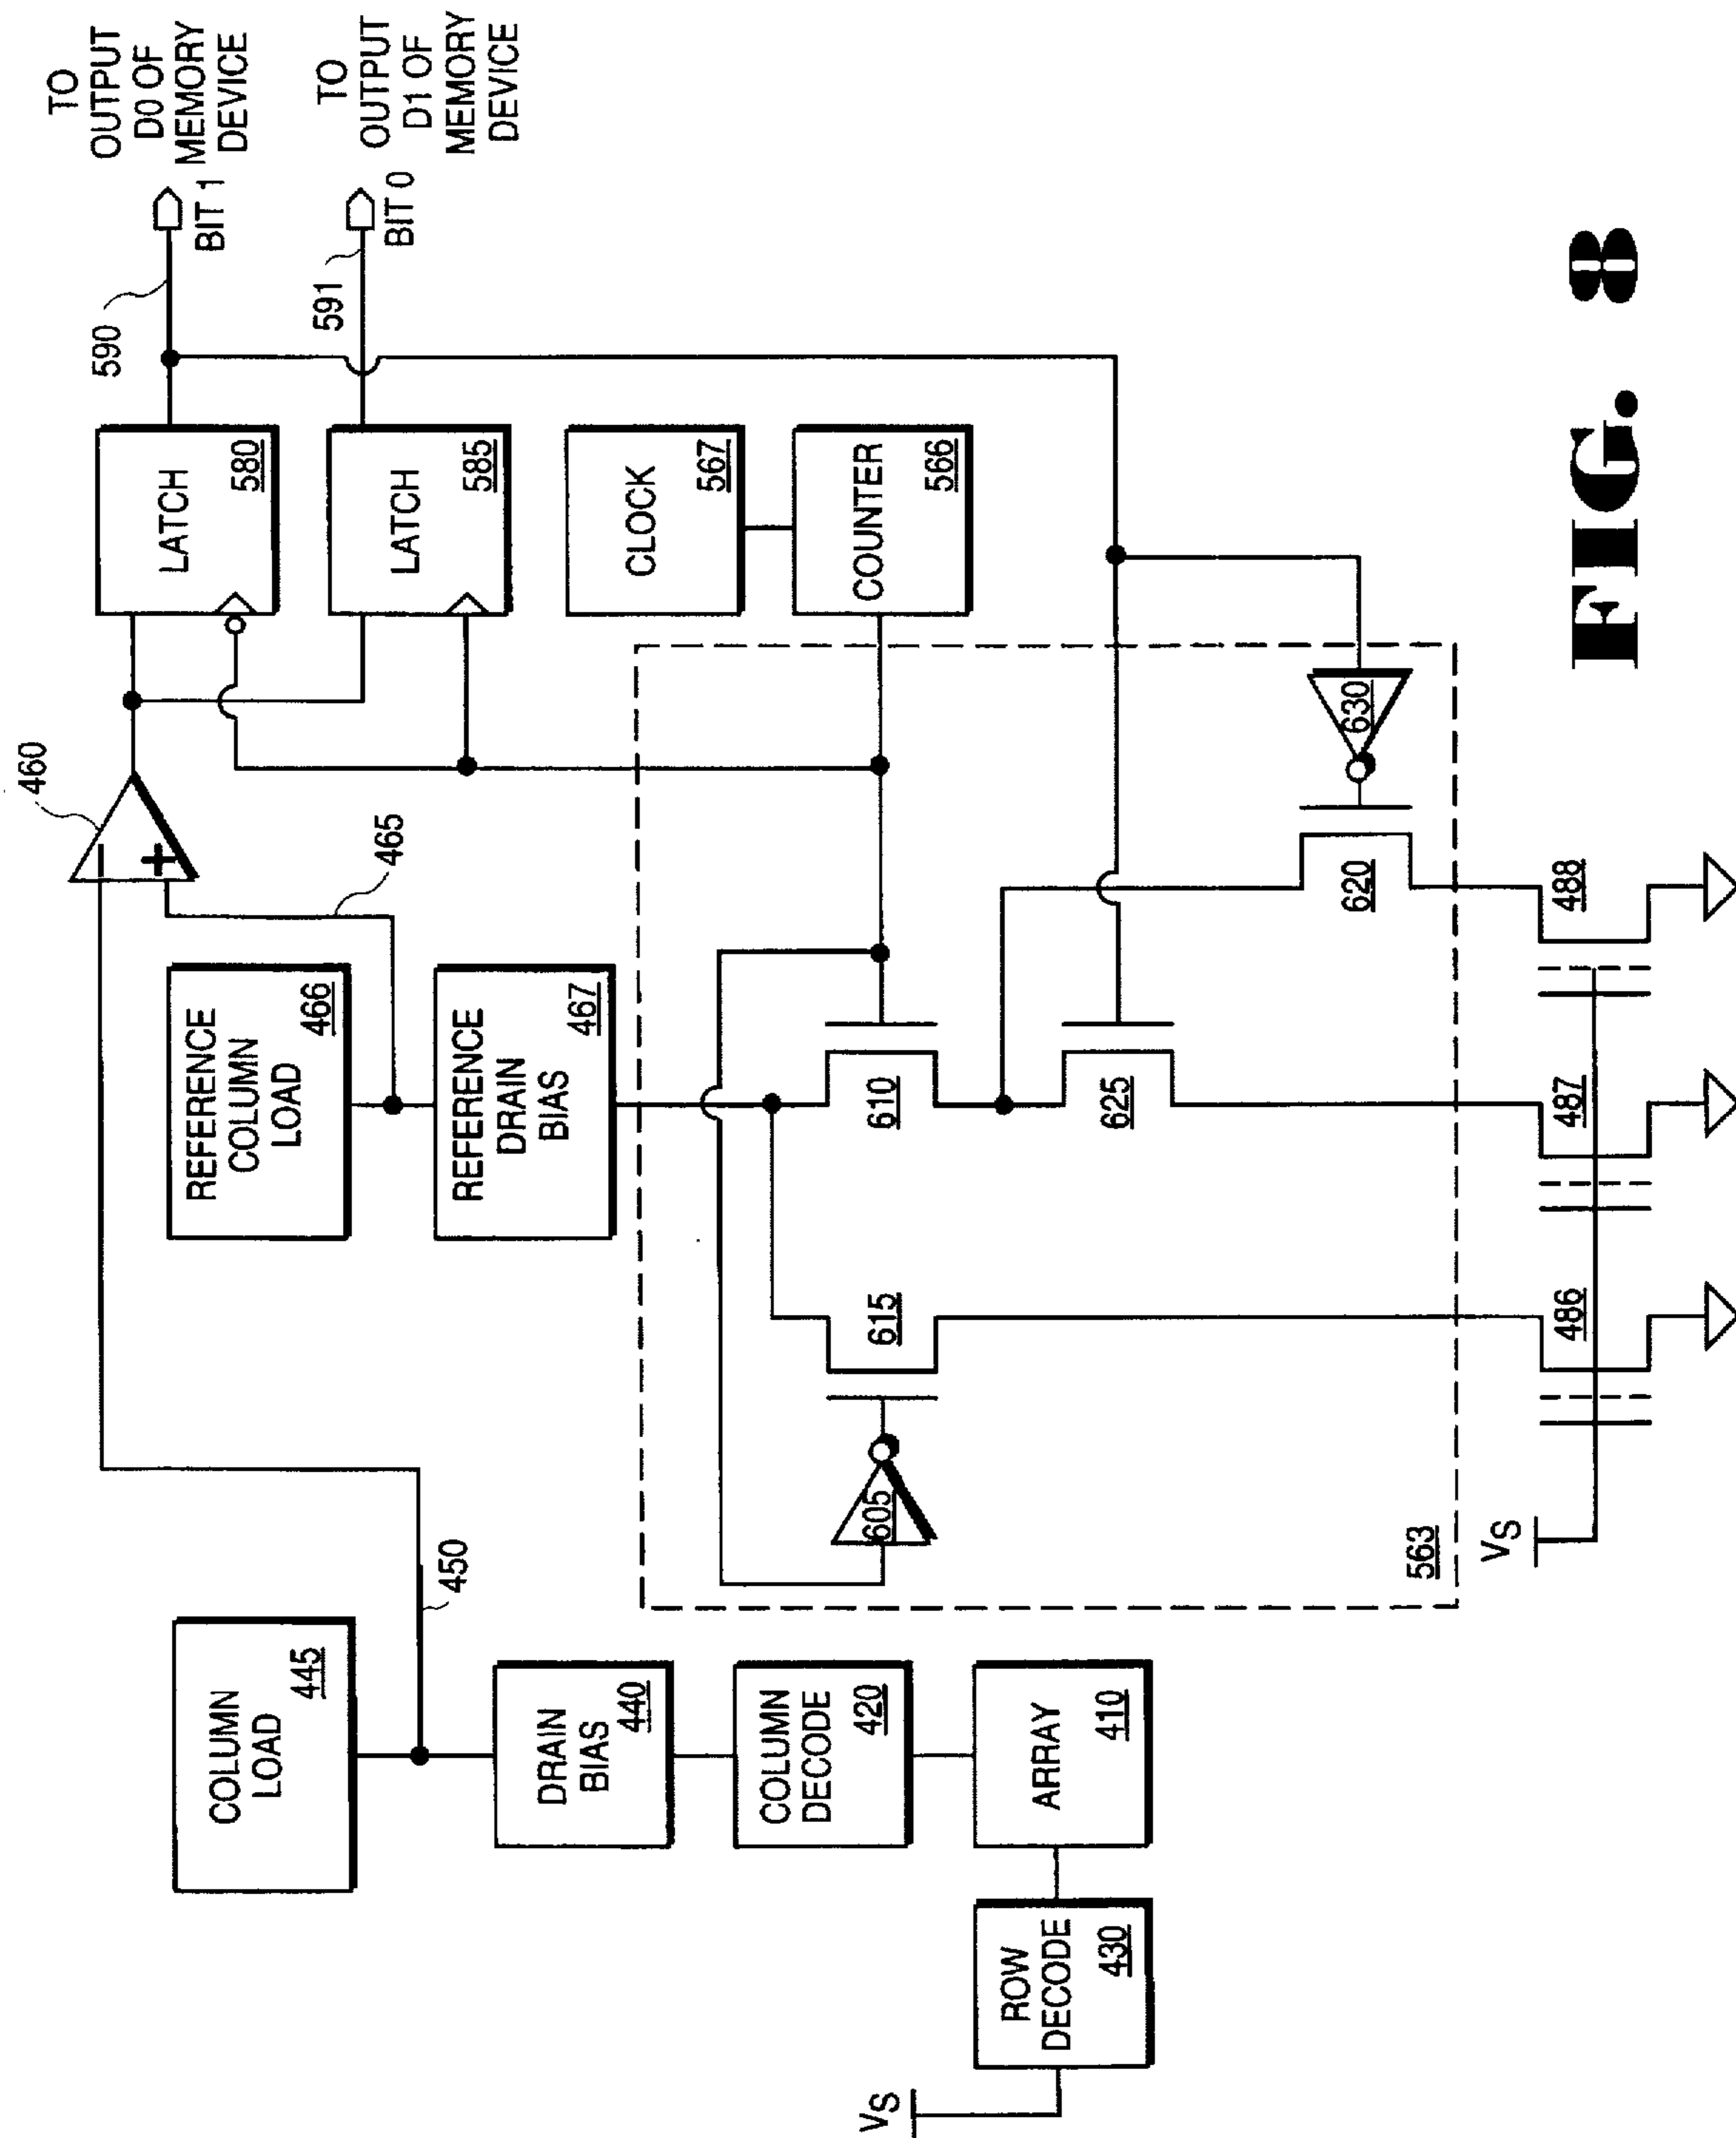 TO
OUTPUT
D0 OF
MEMORY
DEVICE
BIT 1
590
TO
OUTPUT
D1 OF
MEMORY
DEVICE
BIT 0
591
460
LATCH
580
LATCH
585
CLOCK
567
COUNTER
566
465
REFERENCE
COLUMN
LOAD
466
REFERENCE
DRAIN
BIAS
467
COLUMN
LOAD
445
450
DRAIN
BIAS
440
COLUMN
DECODE
420
ARRAY
410
ROW
DECODE
430
VS
605
615
610
625
620
630
563
VS
486
487
488
FIG. 8